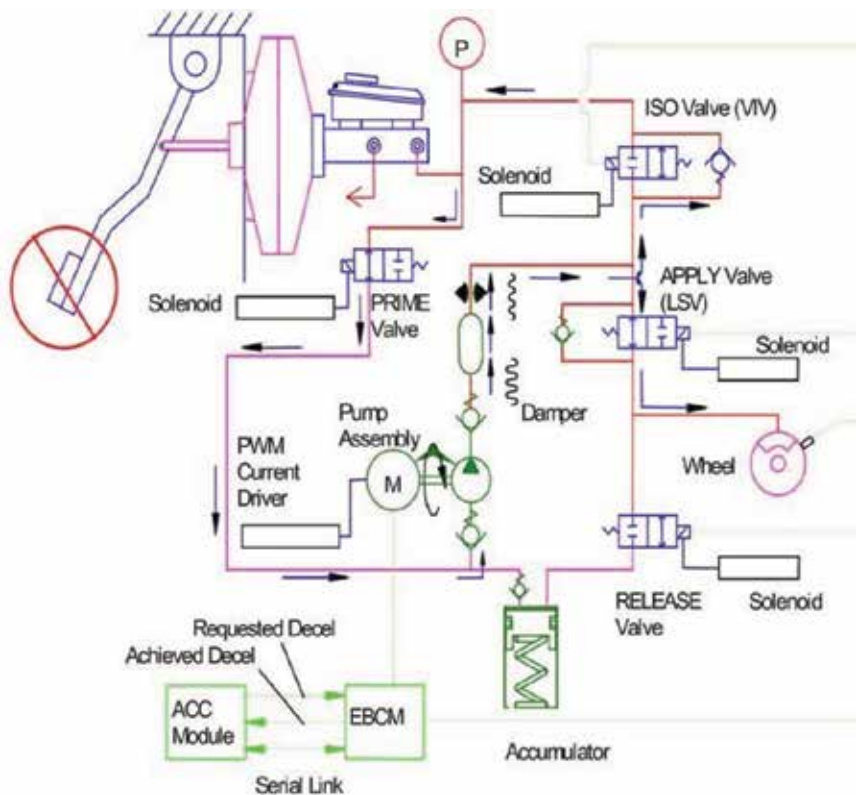 P
ISO Valve (VIV)
Solenoid
APPLY Valve
(LSV)
Solenoid
PRIME
Valve
Solenoid
Pump
Assembly
Damper
PWM
Current
Driver
M
Wheel
RELEASE
Valve
Solenoid
Requested Decel
Achieved Decel
ACC
Module
EBCM
Accumulator
Serial Link